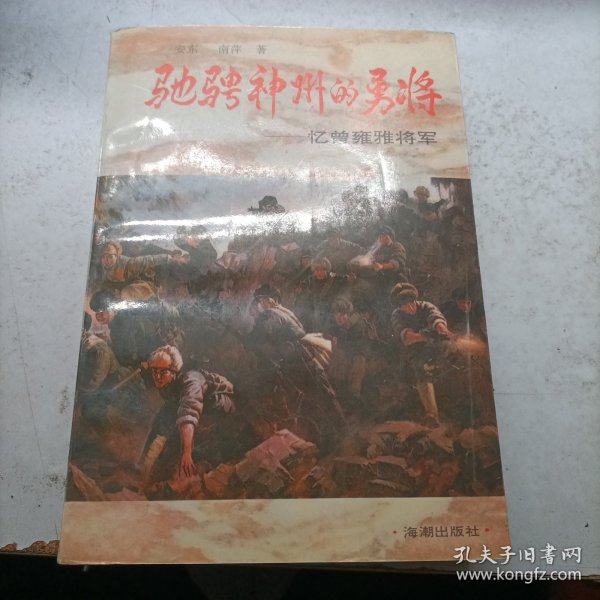 安东 南萍 著
驰骋神州的勇将
——忆曾雍雅将军
·海潮出版社·
孔夫子旧书网
www.kongfz.com